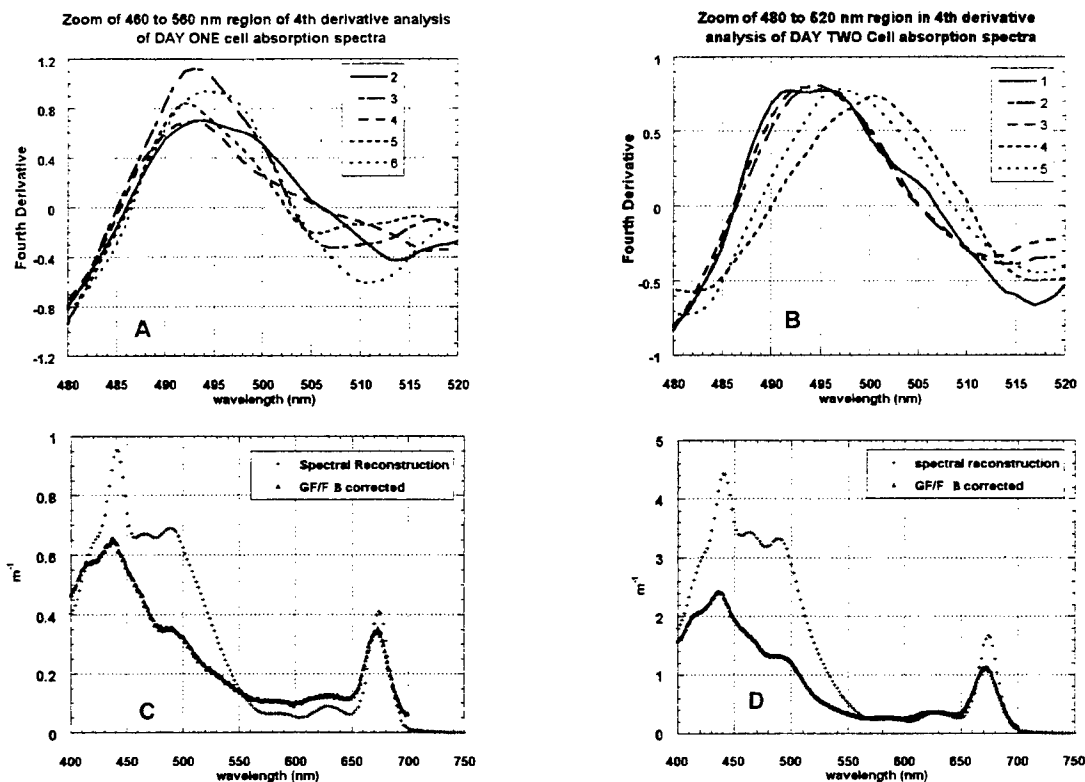 Zoom of 460 to 560 nm region of 4th derivative analysis
of DAY ONE cell absorption spectra
1.2
0.8
0.4
0
-0.4
-0.8
-1.2
Fourth Derivative
2
3
4
5
6
A
480 485 490 495 500 505 510 515 520
wavelength (nm)
Zoom of 480 to 520 nm region in 4th derivative
analysis of DAY TWO Cell absorption spectra
1
0.5
0
-0.5
-1
Fourth Derivative
1
2
3
4
5
B
480 485 490 495 500 505 510 515 520
wavelength (nm)
1
0.8
0.6
0.4
0.2
0
m⁻¹
Spectral Reconstruction
GF/F B corrected
C
400 450 500 550 600 650 700 750
wavelength (nm)
5
4
3
2
1
0
m⁻¹
spectral reconstruction
GF/F B corrected
D
400 450 500 550 600 650 700 750
wavelength (nm)